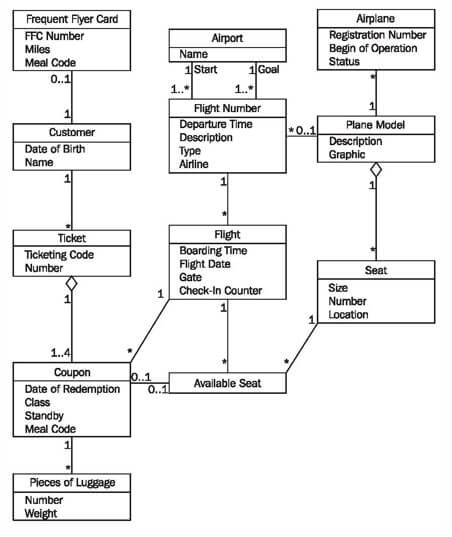 Frequent Flyer Card
FFC Number
Miles
Meal Code
0..1
1
Customer
Date of Birth
Name
1
*
Ticket
Ticketing Code
Number
1
1..4
Coupon
Date of Redemption
Class
Standby
Meal Code
1
*
Pieces of Luggage
Number
Weight
Airport
Name
1 Start
1 Goal
1..*
1..*
Flight Number
Departure Time
Description
Type
Airline
* 0..1
1
*
Flight
Boarding Time
Flight Date
Gate
Check-In Counter
1
*
1
*
0..1
0..1
Available Seat
Airplane
Registration Number
Begin of Operation
Status
*
1
Plane Model
Description
Graphic
1
*
Seat
Size
Number
Location
1
*